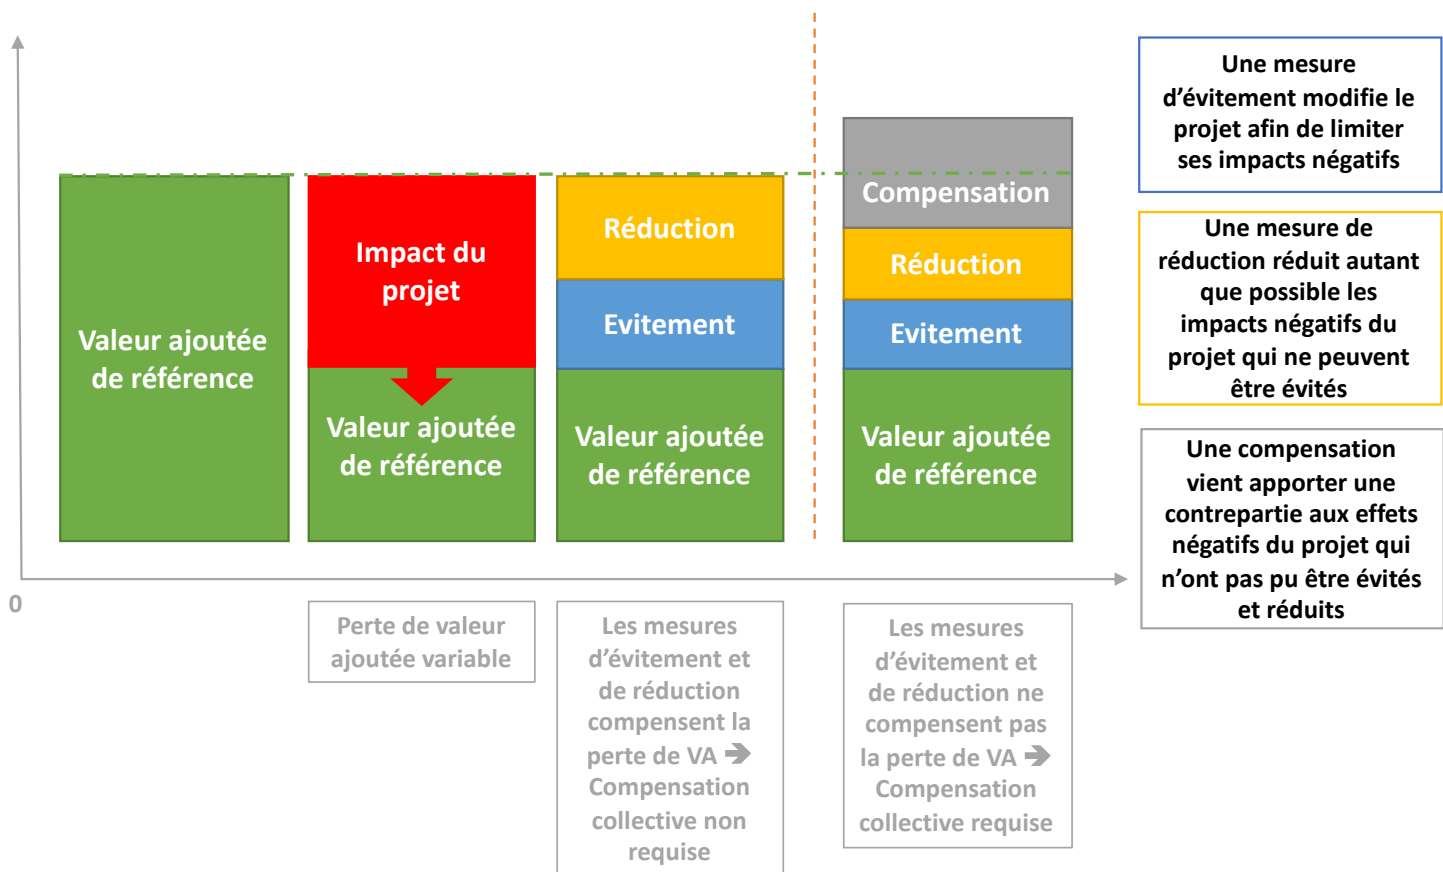 Valeur ajoutée
de référence
Impact du
projet
Valeur ajoutée
de référence
Réduction
Evitement
Valeur ajoutée
de référence
Compensation
Réduction
Evitement
Valeur ajoutée
de référence
0
Perte de valeur
ajoutée variable
Les mesures
d’évitement et
de réduction
compensent la
perte de VA ➔
Compensation
collective non
requise
Les mesures
d’évitement et
de réduction ne
compensent pas
la perte de VA ➔
Compensation
collective requise
Une mesure
d’évitement modifie le
projet afin de limiter
ses impacts négatifs
Une mesure de
réduction réduit autant
que possible les
impacts négatifs du
projet qui ne peuvent
être évités
Une compensation
vient apporter une
contrepartie aux effets
négatifs du projet qui
n’ont pas pu être évités
et réduits